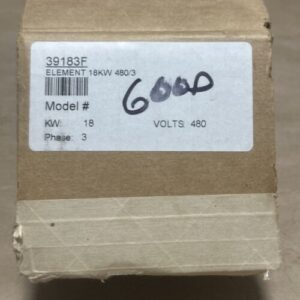 39183F
ELEMENT 18KW 480/3
GOOD
Model #
KW: 18 VOLTS: 480
Phase: 3